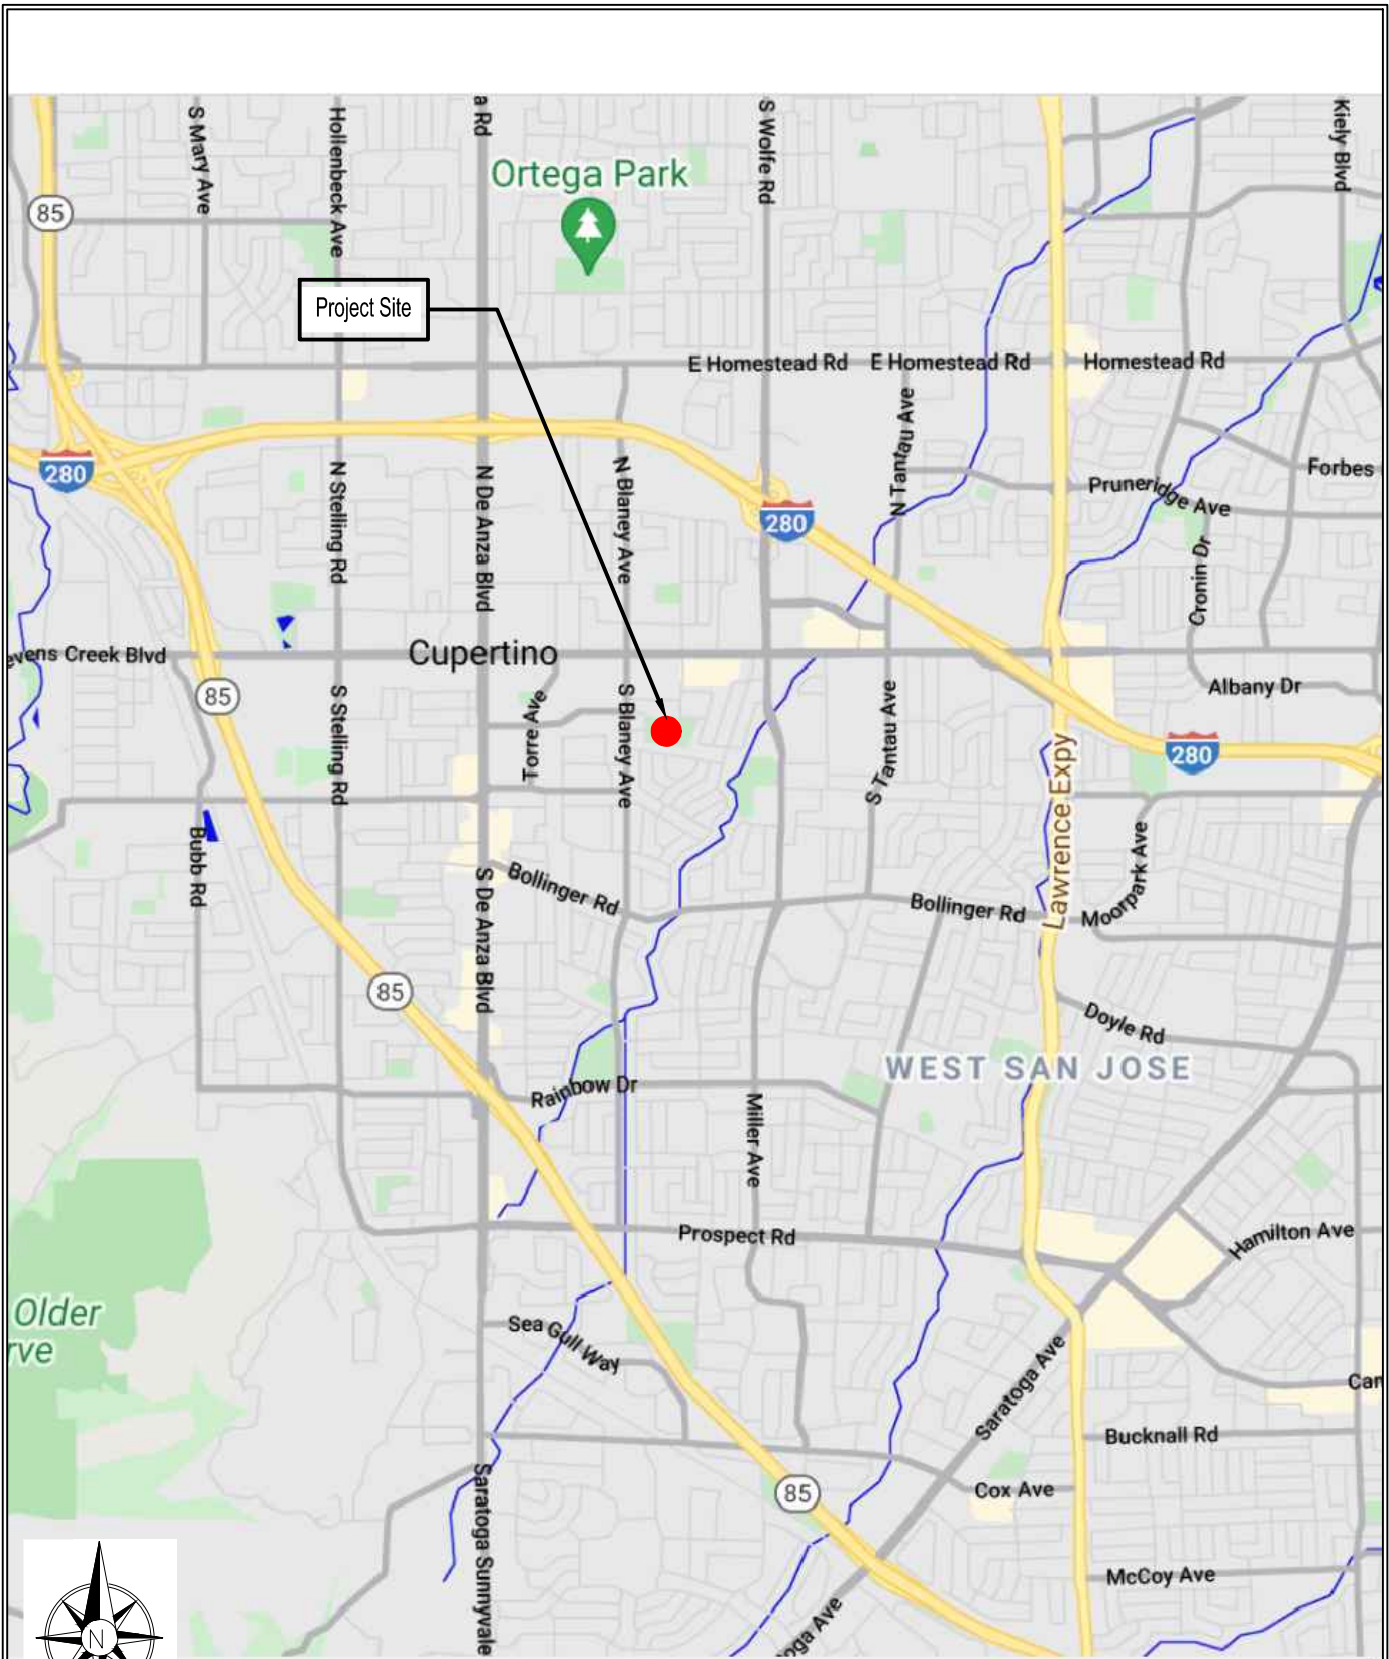 S Mary Ave
Hollenbeck Ave
a Rd
S Wolfe Rd
Kiely Blvd
Ortega Park
85
Project Site
E Homestead Rd
E Homestead Rd
Homestead Rd
280
N Stelling Rd
N De Anza Blvd
N Blaney Ave
280
N Tantau Ave
Pruneridge Ave
Forbes
Cronin Dr
evens Creek Blvd
Cupertino
85
S Stelling Rd
Torre Ave
S Blaney Ave
S Tantau Ave
Albany Dr
280
Lawrence Expy
Bubb Rd
S De Anza Blvd
Bollinger Rd
Bollinger Rd
Moorpark Ave
85
Doyle Rd
WEST SAN JOSE
Rainbow Dr
Miller Ave
Prospect Rd
Hamilton Ave
Older
rve
Sea Gull Way
Saratoga Ave
Car
Bucknall Rd
Saratoga Sunnyvale
85
Cox Ave
McCoy Ave
oga Ave
N